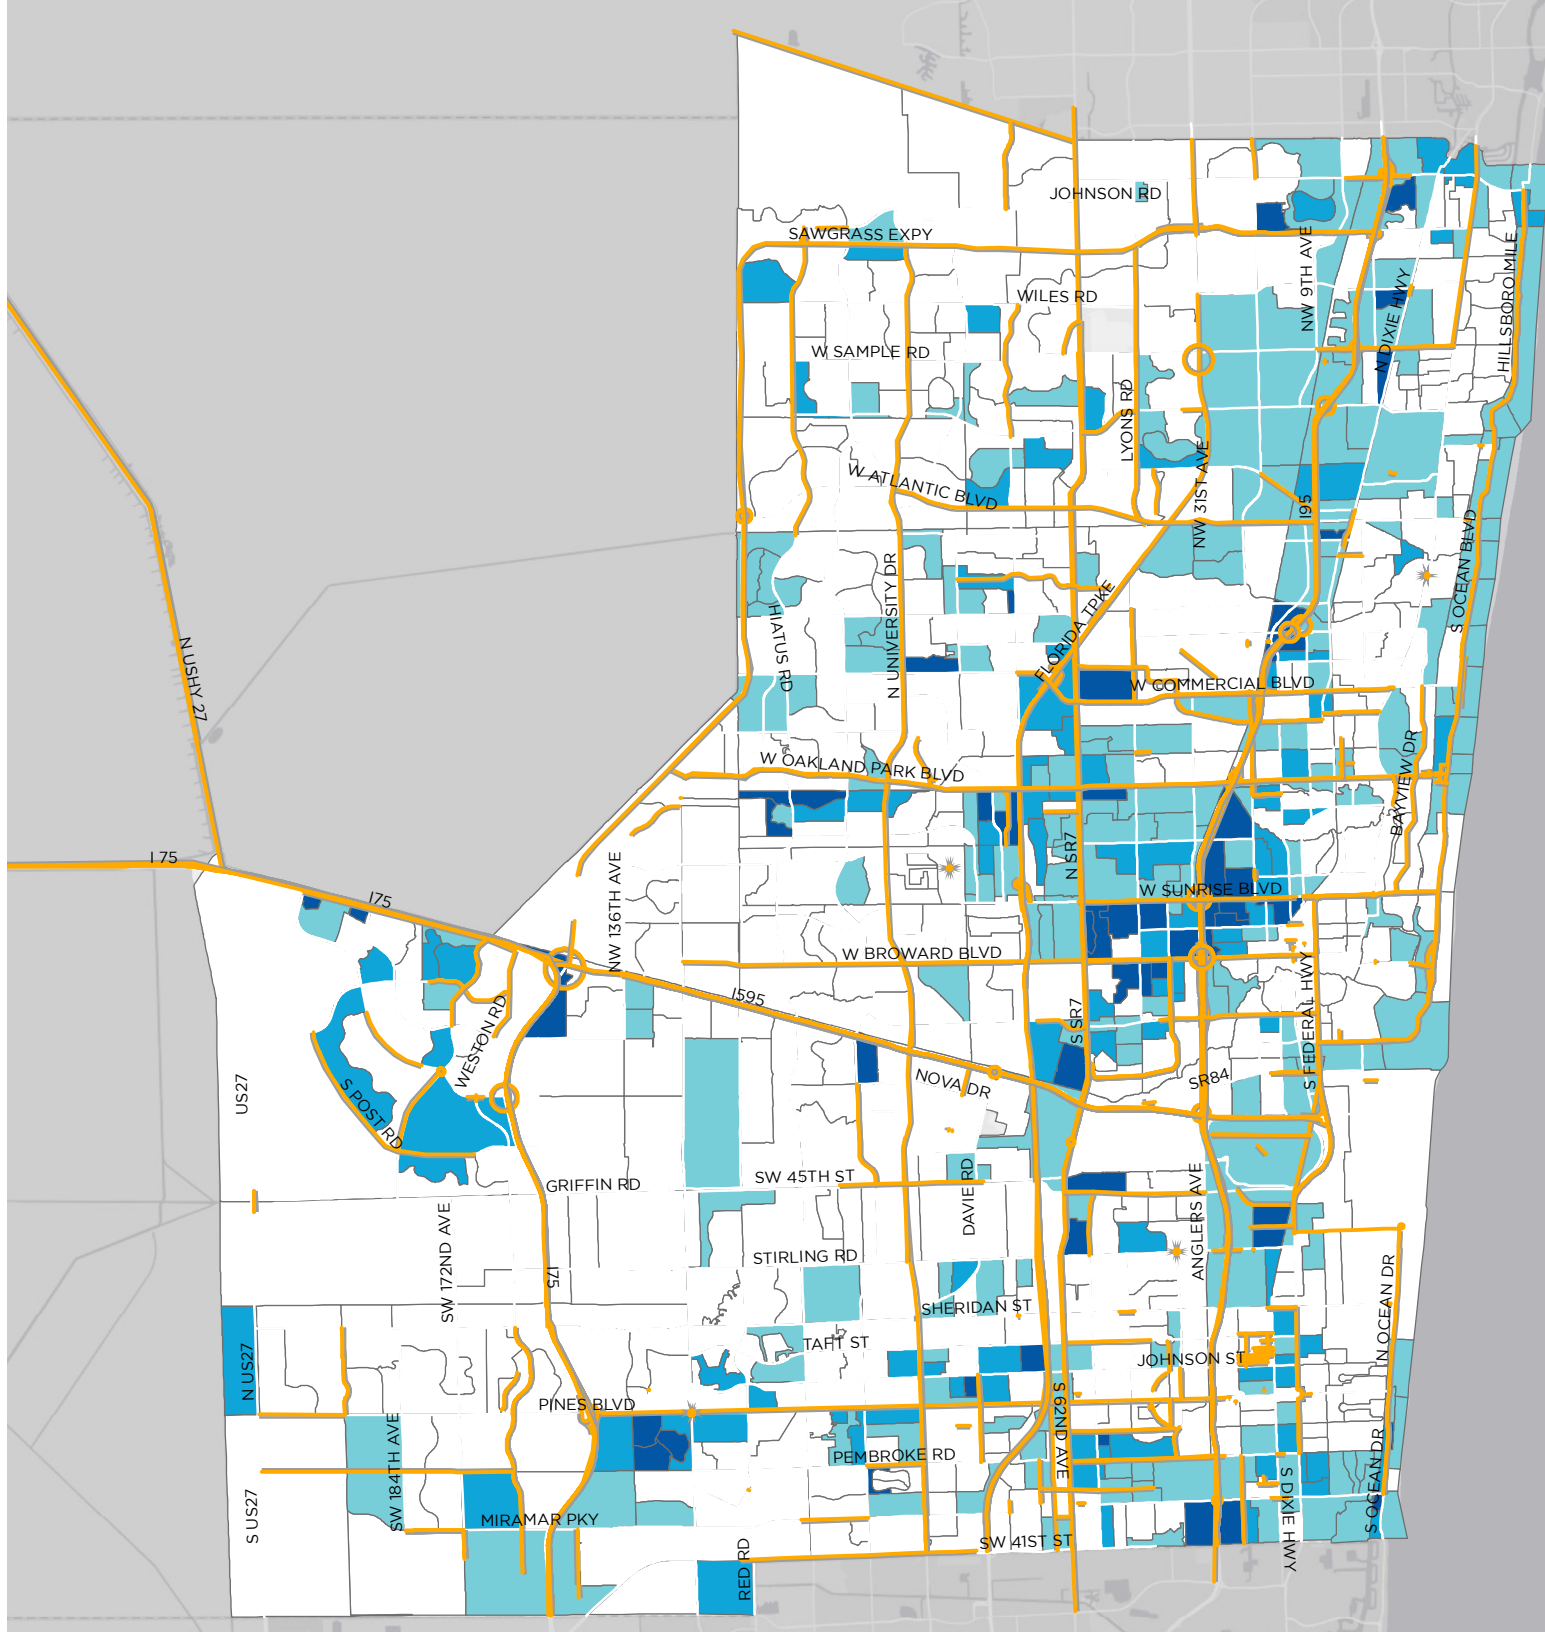 JOHNSON RD
SAWGRASS EXPY
NW 9TH AVE
HILLSBORO MILE
WILES RD
N DIXIE HWY
W SAMPLE RD
LYONS RD
W ATLANTIC BLVD
NW 31ST AVE
I95
S OCEAN BLVD
N UNIVERSITY DR
FLORIDA TPKE
HIATUS RD
N USHY 27
W COMMERCIAL BLVD
W OAKLAND PARK BLVD
BAYVIEW DR
N SR7
I 75
I75
NW 136TH AVE
W SUNRISE BLVD
W BROWARD BLVD
I595
S FEDERAL HWY
WESTON RD
S SR7
US27
S POST RD
NOVA DR
SR84
GRIFFIN RD
SW 45TH ST
DAVIE RD
ANGLERS AVE
SW 172ND AVE
STIRLING RD
I75
SHERIDAN ST
N OCEAN DR
TAFT ST
JOHNSON ST
N US27
PINES BLVD
S 62ND AVE
SW 184TH AVE
PEMBROKE RD
S OCEAN DR
S US27
MIRAMAR PKY
S DIXIE HWY
SW 41ST ST
RED RD